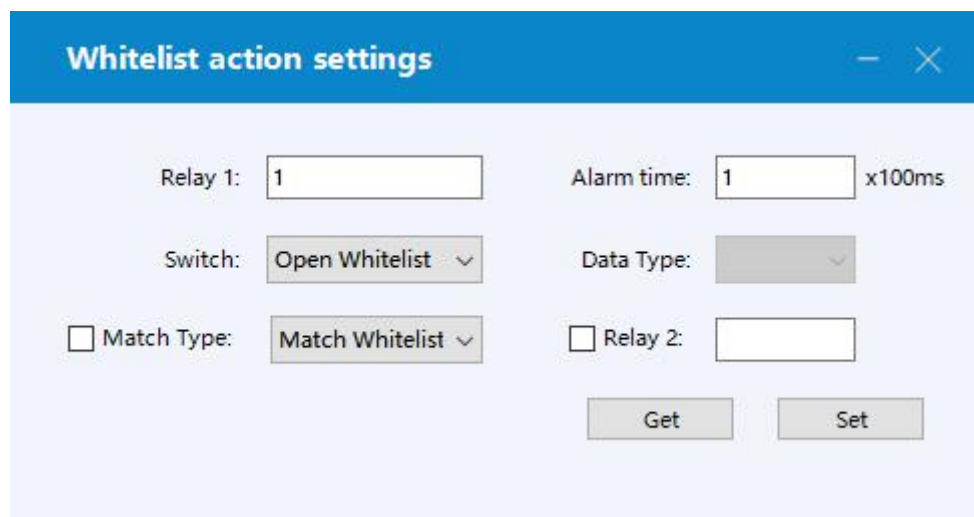 Whitelist action settings
Relay 1: 1 Alarm time: 1 x100ms
Switch: Open Whitelist Data Type:
Match Type: Match Whitelist Relay 2:
Get Set